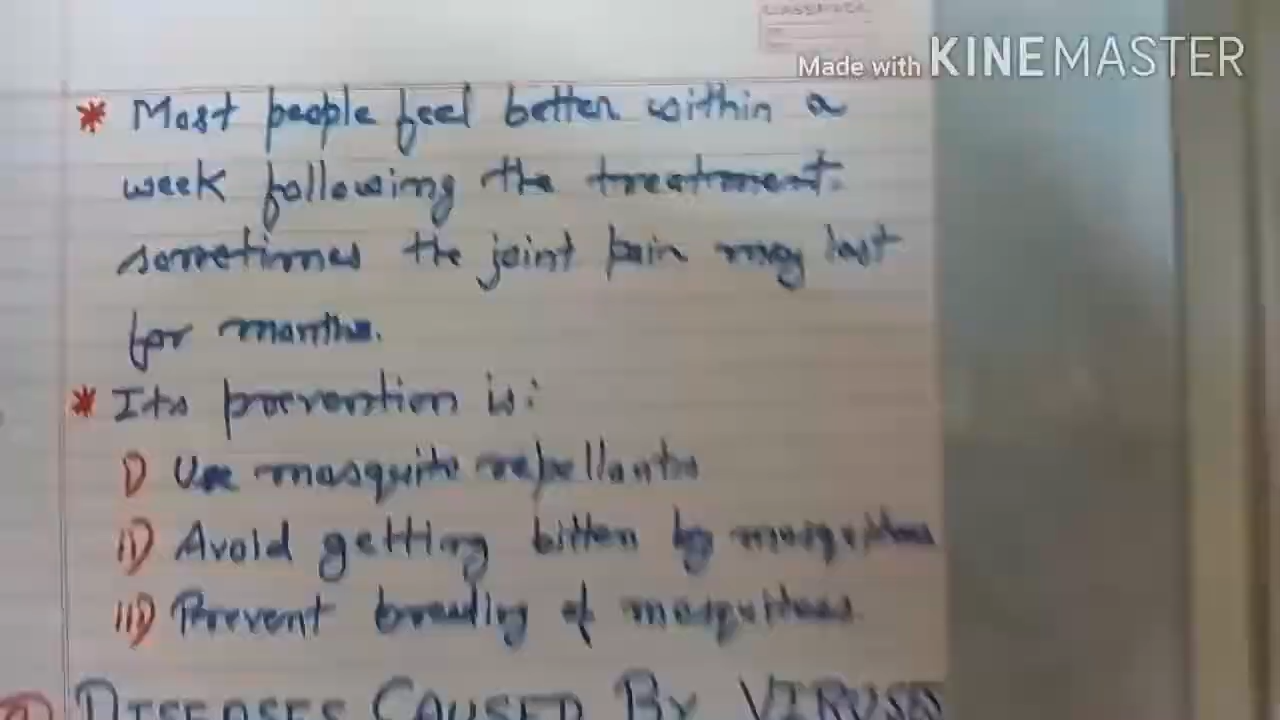 CLASSMATE
Made with KINEMASTER
* Most people feel better within a
week following the treatment.
sometimes the joint pain may last
for months.
* Its prevention is:
i) Use mosquito repellants
ii) Avoid getting bitten by mosquitoes
iii) Prevent breeding of mosquitoes.
DISEASES CAUSED BY VIRUSES